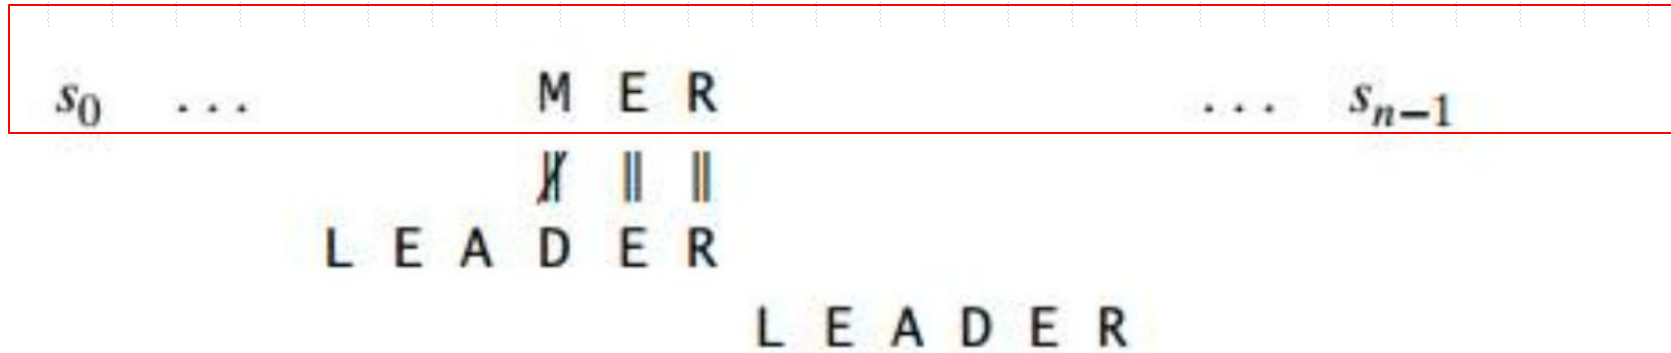 s₀ ... M E R ... sₙ₋₁
∦ ‖ ‖
L E A D E R
L E A D E R